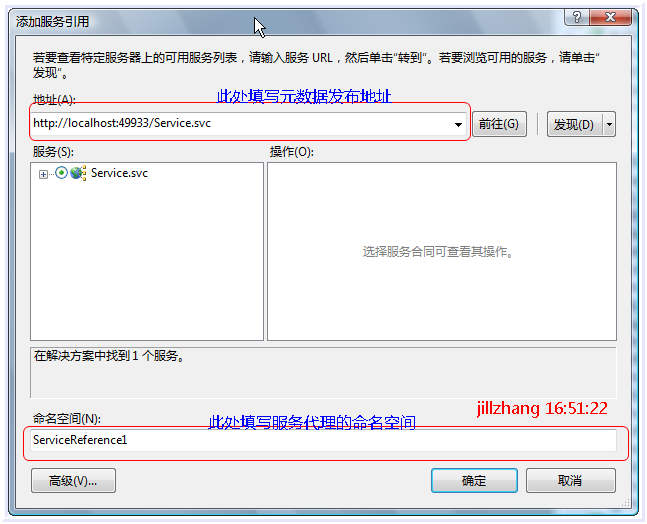 添加服务引用
若要查看特定服务器上的可用服务列表，请输入服务 URL，然后单击“转到”。若要浏览可用的服务，请单击“
发现”。
地址(A):
此处填写元数据发布地址
http://localhost:49933/Service.svc
前往(G)
发现(D)
服务(S):
操作(O):
Service.svc
选择服务合同可查看其操作。
在解决方案中找到 1 个服务。
jillzhang 16:51:22
命名空间(N):
此处填写服务代理的命名空间
ServiceReference1
高级(V)...
确定
取消